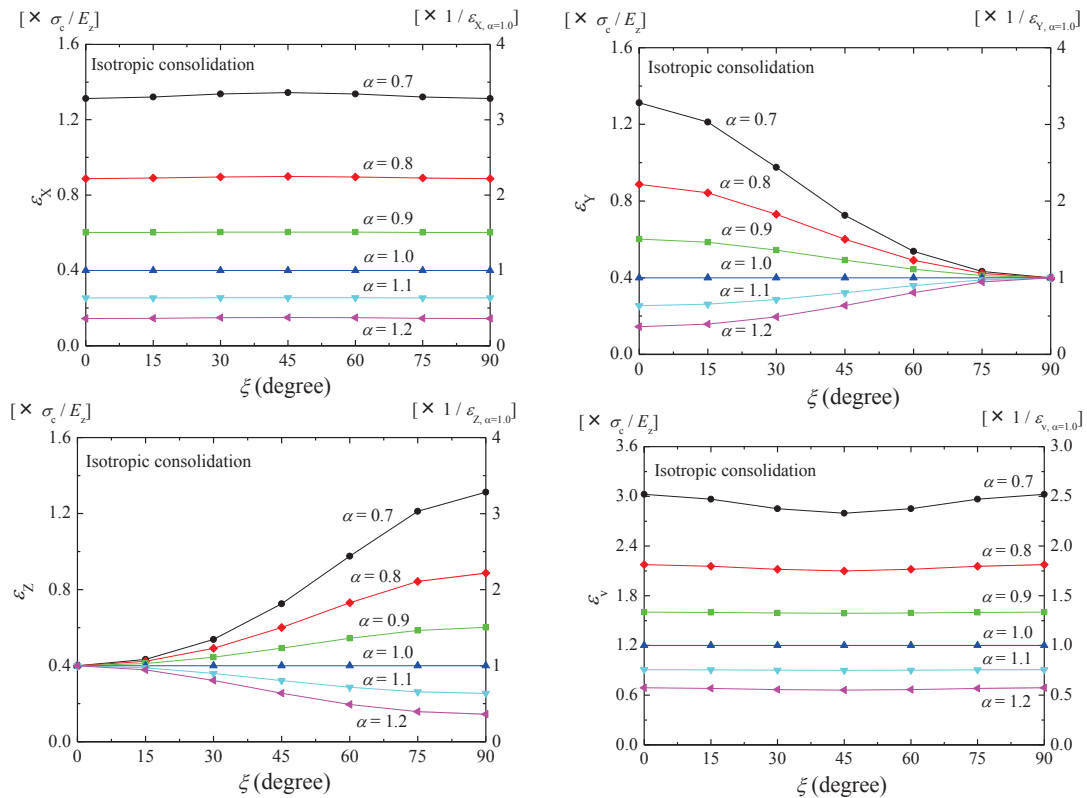 [× σc / Ez]
[× 1 / εX, α=1.0]
Isotropic consolidation
α = 0.7
α = 0.8
α = 0.9
α = 1.0
α = 1.1
α = 1.2
1.6
1.2
0.8
0.4
0.0
4
3
2
1
0
εX
0 15 30 45 60 75 90
ξ (degree)
[× σc / Ez]
[× 1 / εY, α=1.0]
Isotropic consolidation
α = 0.7
α = 0.8
α = 0.9
α = 1.0
α = 1.1
α = 1.2
1.6
1.2
0.8
0.4
0.0
4
3
2
1
0
εY
0 15 30 45 60 75 90
ξ (degree)
[× σc / Ez]
[× 1 / εZ, α=1.0]
Isotropic consolidation
α = 0.7
α = 0.8
α = 0.9
α = 1.0
α = 1.1
α = 1.2
1.6
1.2
0.8
0.4
0.0
4
3
2
1
0
εZ
0 15 30 45 60 75 90
ξ (degree)
[× σc / Ez]
[× 1 / εv, α=1.0]
Isotropic consolidation
α = 0.7
α = 0.8
α = 0.9
α = 1.0
α = 1.1
α = 1.2
3.6
3.0
2.4
1.8
1.2
0.6
0.0
3.0
2.5
2.0
1.5
1.0
0.5
0.0
εv
0 15 30 45 60 75 90
ξ (degree)